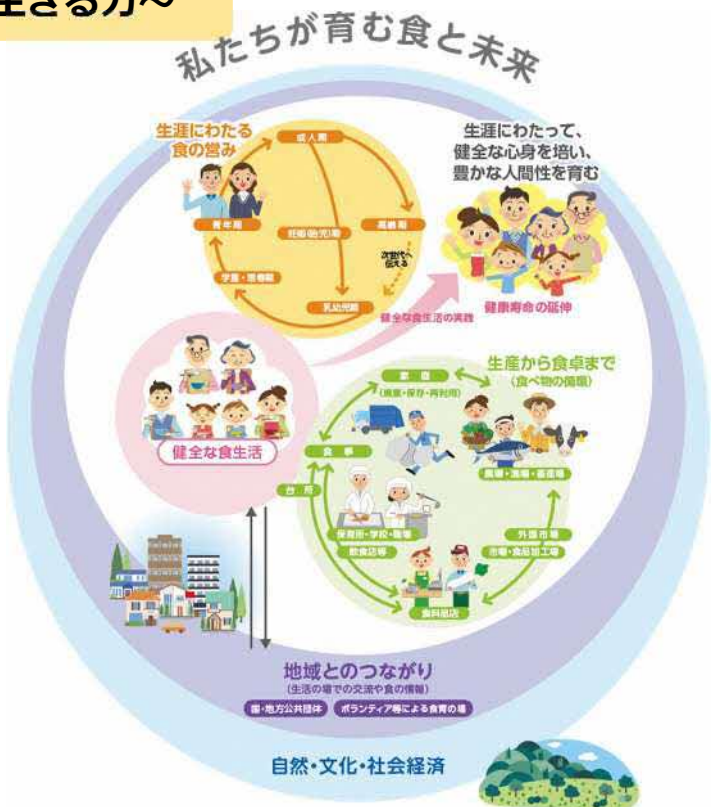 生きる力～
私たちが育む食と未来
生涯にわたる
食の営み
成人期
生涯にわたって、
健全な心身を培い、
豊かな人間性を育む
青年期
妊娠(胎児)期
高齢期
次世代へ
伝える
学童・思春期
乳幼児期
健全な食生活の実践
健康寿命の延伸
生産から食卓まで
(食べ物の循環)
家庭
(廃棄・保存・再利用)
健全な食生活
食事
農場・漁場・畜産場
台所
保育所・学校・職場
飲食店等
外国市場
市場・食品加工場
食料品店
地域とのつながり
(生活の場での交流や食の情報)
国・地方公共団体
ボランティア等による食育の場
自然・文化・社会経済